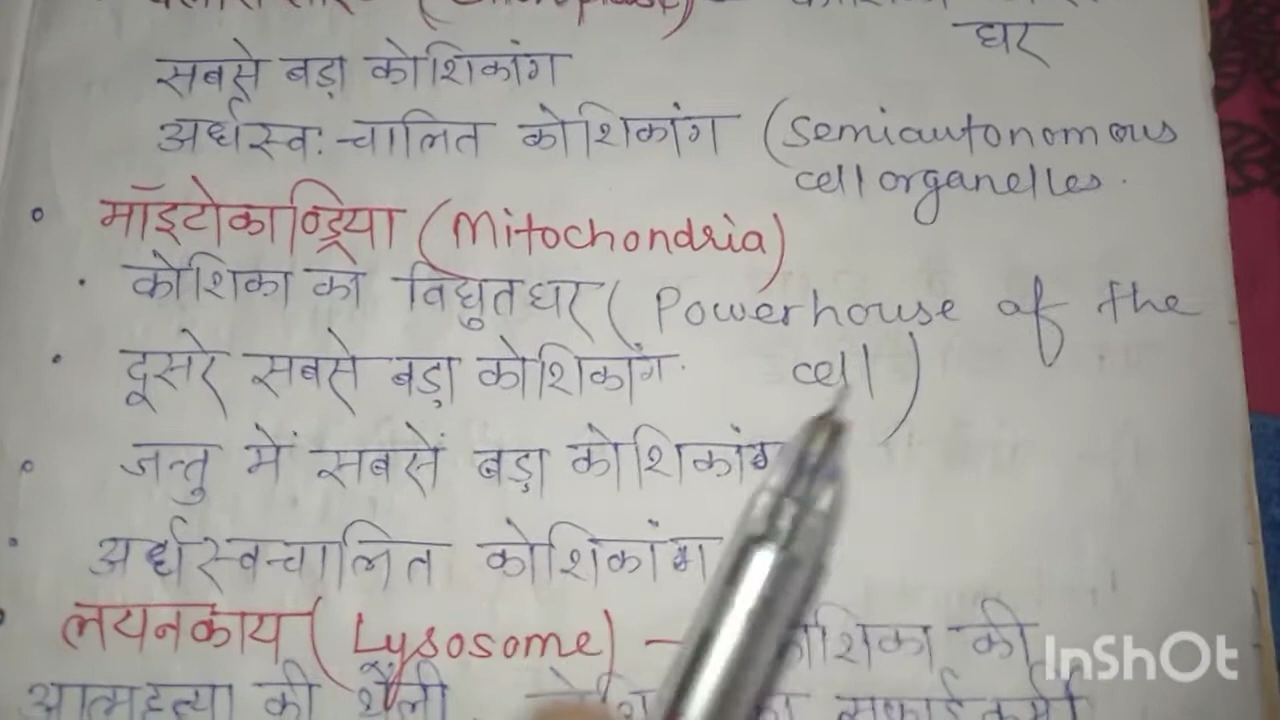 घर
सबसे बड़ा कोशिकांग
अर्धस्व:-चालित कोशिकांग (Semiautonomous
cell organelles.
मॉइटोकाण्ड्रिया (Mitochondria)
कोशिका का विधुतघर (Powerhouse of the
cell)
दूसरे सबसे बड़ा कोशिकांग.
जन्तु में सबसें बड़ा कोशिकांग
अर्धस्वचालित कोशिकांग
लयनकाय (Lysosome) - कोशिका की
आत्महत्या की थैली
InShOt